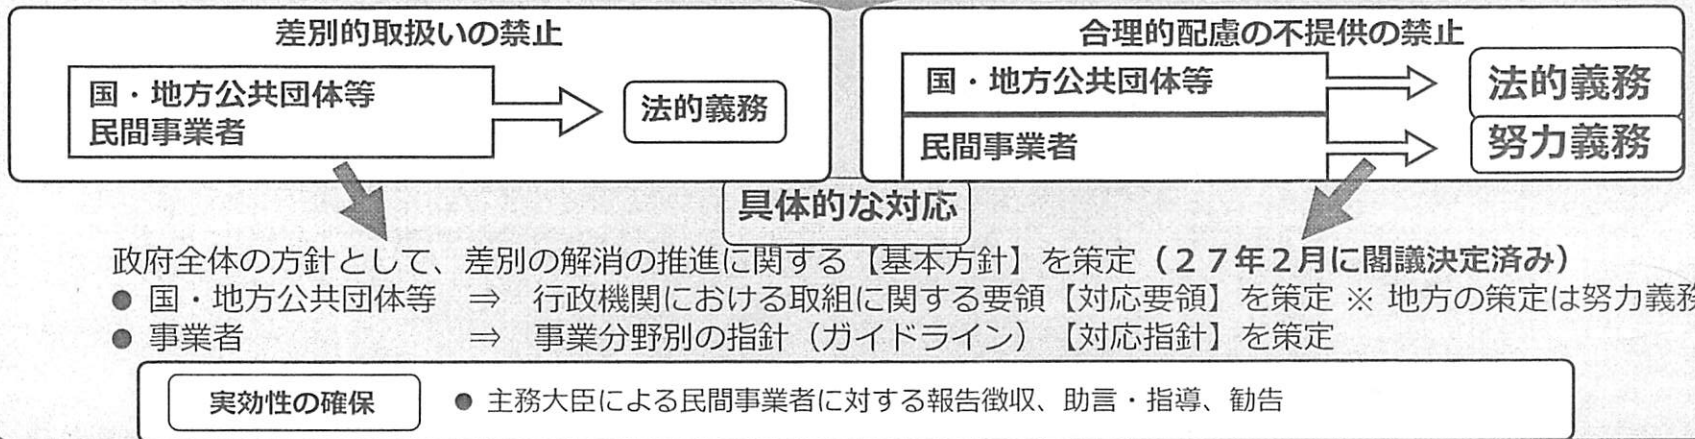 差別的取扱いの禁止
国・地方公共団体等
民間事業者
法的義務
合理的配慮の不提供の禁止
国・地方公共団体等
法的義務
民間事業者
努力義務
具体的な対応
政府全体の方針として、差別の解消の推進に関する【基本方針】を策定（２７年２月に閣議決定済み）
● 国・地方公共団体等 ⇒ 行政機関における取組に関する要領【対応要領】を策定 ※ 地方の策定は努力義務
● 事業者 ⇒ 事業分野別の指針（ガイドライン）【対応指針】を策定
実効性の確保
● 主務大臣による民間事業者に対する報告徴収、助言・指導、勧告